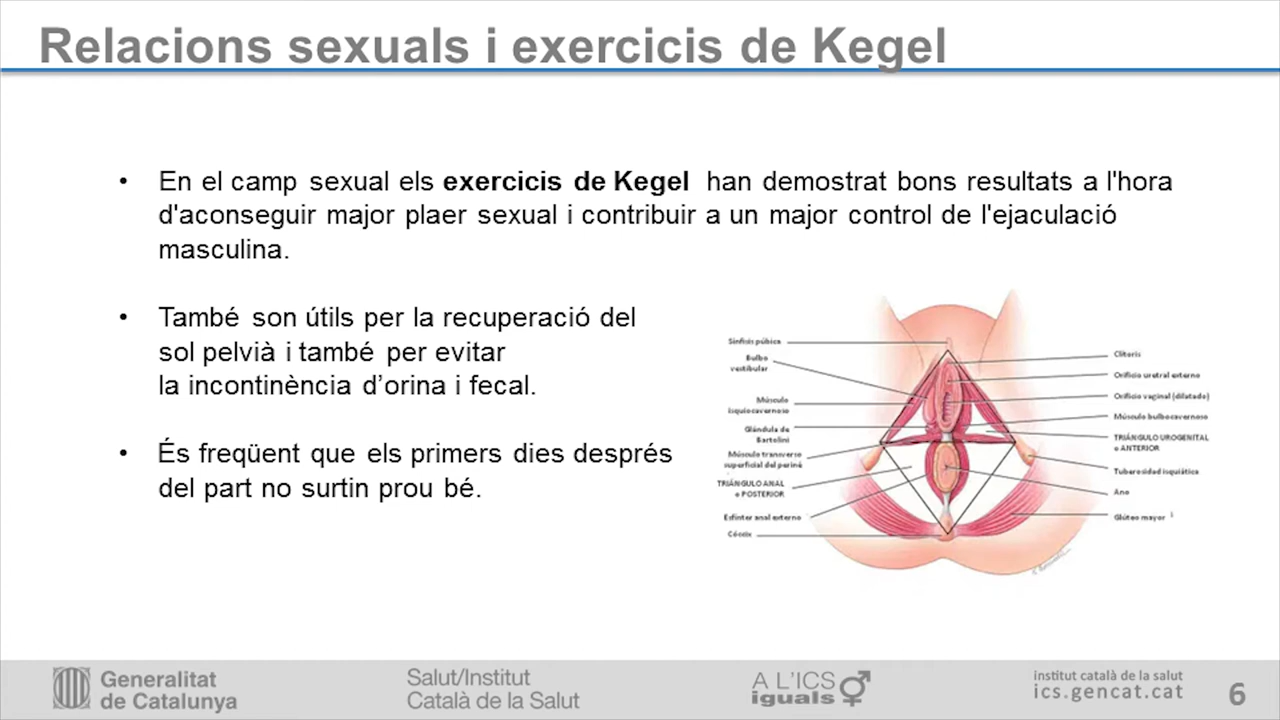 Relacions sexuals i exercicis de Kegel
• En el camp sexual els exercicis de Kegel han demostrat bons resultats a l'hora
d'aconseguir major plaer sexual i contribuir a un major control de l'ejaculació
masculina.
• També son útils per la recuperació del
sol pelvià i també per evitar
la incontinència d’orina i fecal.
• És freqüent que els primers dies després
del part no surtin prou bé.
Sínfisis púbica
Bulbo
vestibular
Músculo
isquiocavernoso
Glándula de
Bartolini
Músculo transverso
superficial del periné
TRIÁNGULO ANAL
o POSTERIOR
Esfínter anal externo
Cóccix
Clítoris
Orificio uretral externo
Orificio vaginal (dilatado)
Músculo bulbocavernoso
TRIÁNGULO UROGENITAL
o ANTERIOR
Tuberosidad isquiática
Ano
Glúteo mayor
Generalitat
de Catalunya
Salut/Institut
Català de la Salut
A L'ICS
iguals
institut català de la salut
ics.gencat.cat
6